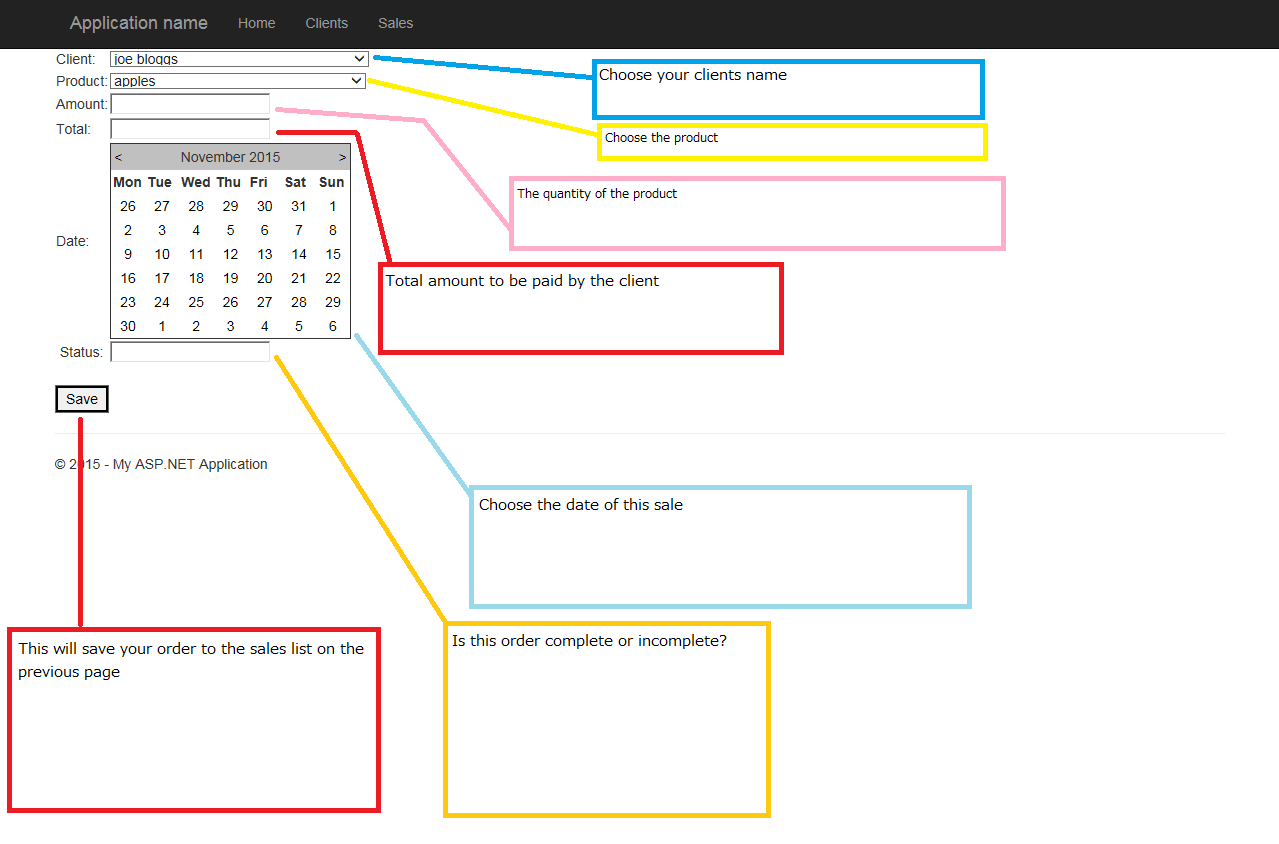 Application name Home Clients Sales
Client: joe bloggs
Choose your clients name
Product: apples
Choose the product
Amount:
The quantity of the product
Total:
Total amount to be paid by the client
Date:
< November 2015 >
Mon Tue Wed Thu Fri Sat Sun
26 27 28 29 30 31 1
2 3 4 5 6 7 8
9 10 11 12 13 14 15
16 17 18 19 20 21 22
23 24 25 26 27 28 29
30 1 2 3 4 5 6
Choose the date of this sale
Status:
Is this order complete or incomplete?
Save
This will save your order to the sales list on the
previous page
© 2015 - My ASP.NET Application